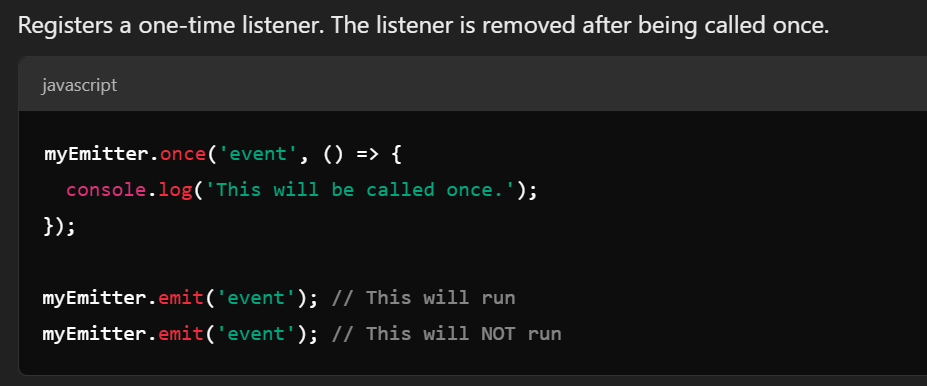 Registers a one-time listener. The listener is removed after being called once.
javascript
myEmitter.once('event', () => {
  console.log('This will be called once.');
});
myEmitter.emit('event'); // This will run
myEmitter.emit('event'); // This will NOT run